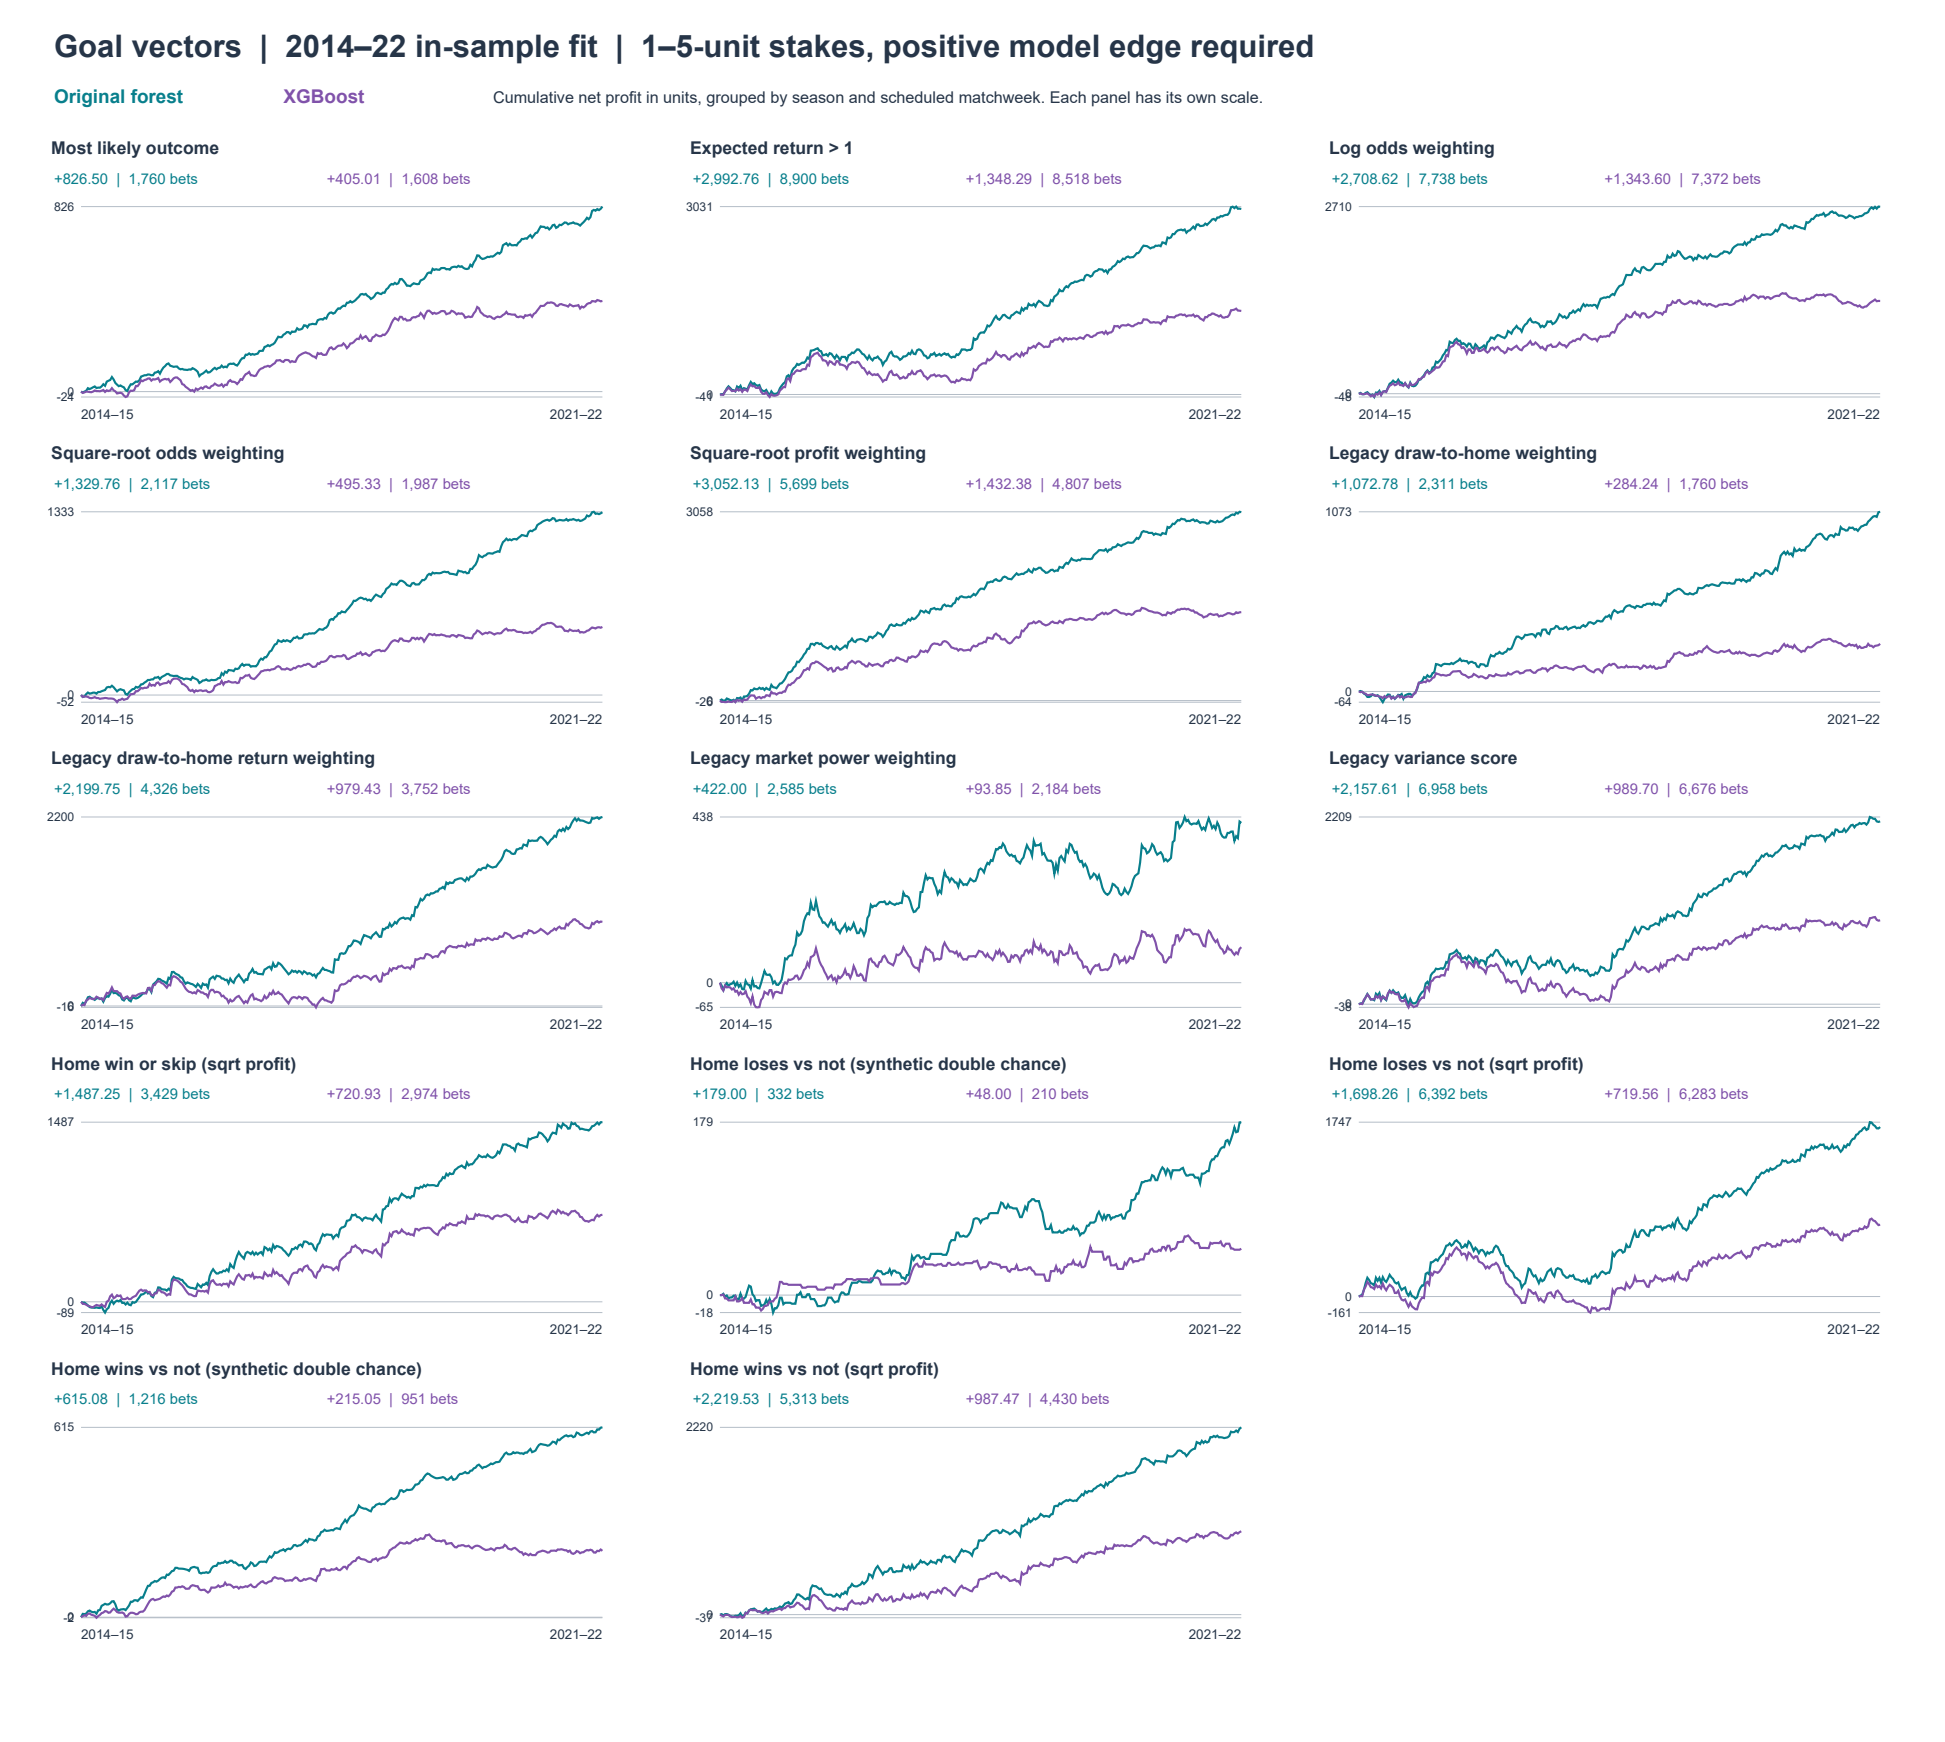 Goal vectors | 2014–22 in-sample fit | 1–5-unit stakes, positive model edge required
Original forest XGBoost Cumulative net profit in units, grouped by season and scheduled matchweek. Each panel has its own scale.
Most likely outcome
+826.50 | 1,760 bets +405.01 | 1,608 bets
826
0
-24
2014–15 2021–22
Expected return > 1
+2,992.76 | 8,900 bets +1,348.29 | 8,518 bets
3031
0
-41
2014–15 2021–22
Log odds weighting
+2,708.62 | 7,738 bets +1,343.60 | 7,372 bets
2710
0
-48
2014–15 2021–22
Square-root odds weighting
+1,329.76 | 2,117 bets +495.33 | 1,987 bets
1333
0
-52
2014–15 2021–22
Square-root profit weighting
+3,052.13 | 5,699 bets +1,432.38 | 4,807 bets
3058
0
2014–15 2021–22
Legacy draw-to-home weighting
+1,072.78 | 2,311 bets +284.24 | 1,760 bets
1073
0
-64
2014–15 2021–22
Legacy draw-to-home return weighting
+2,199.75 | 4,326 bets +979.43 | 3,752 bets
2200
0
2014–15 2021–22
Legacy market power weighting
+422.00 | 2,585 bets +93.85 | 2,184 bets
438
0
-65
2014–15 2021–22
Legacy variance score
+2,157.61 | 6,958 bets +989.70 | 6,676 bets
2209
0
-38
2014–15 2021–22
Home win or skip (sqrt profit)
+1,487.25 | 3,429 bets +720.93 | 2,974 bets
1487
0
-89
2014–15 2021–22
Home loses vs not (synthetic double chance)
+179.00 | 332 bets +48.00 | 210 bets
179
0
-18
2014–15 2021–22
Home loses vs not (sqrt profit)
+1,698.26 | 6,392 bets +719.56 | 6,283 bets
1747
0
-161
2014–15 2021–22
Home wins vs not (synthetic double chance)
+615.08 | 1,216 bets +215.05 | 951 bets
615
0
-2
2014–15 2021–22
Home wins vs not (sqrt profit)
+2,219.53 | 5,313 bets +987.47 | 4,430 bets
2220
0
-37
2014–15 2021–22